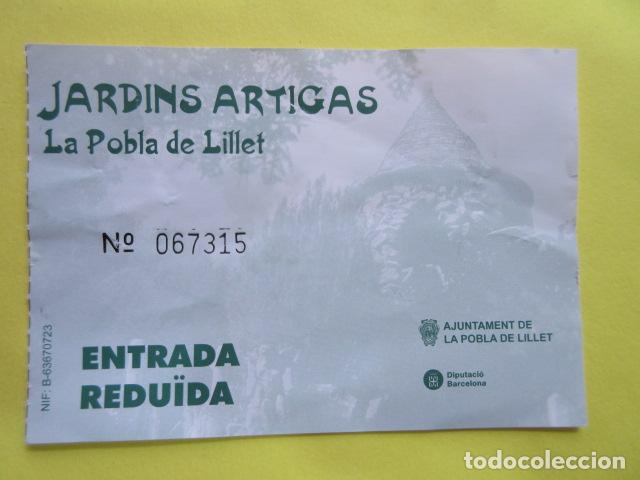 JARDINS ARTIGAS
La Pobla de Lillet
Nº 067315
NIF: B-63670723
ENTRADA
REDUÏDA
AJUNTAMENT DE
LA POBLA DE LILLET
Diputació
Barcelona
todocoleccion.net